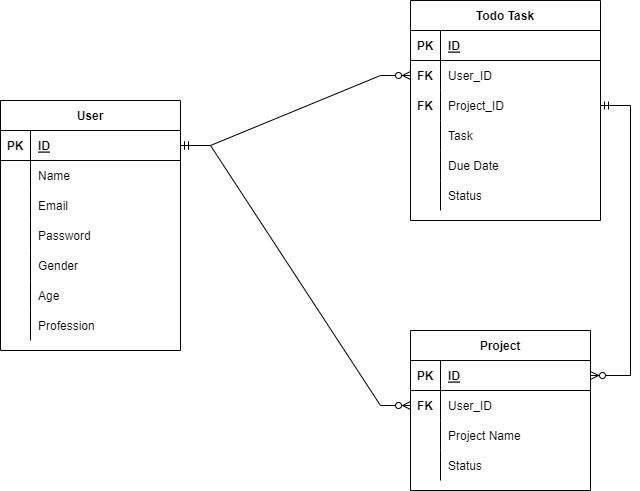 Todo Task
PK ID
FK User_ID
FK Project_ID
Task
Due Date
Status
User
PK ID
Name
Email
Password
Gender
Age
Profession
Project
PK ID
FK User_ID
Project Name
Status